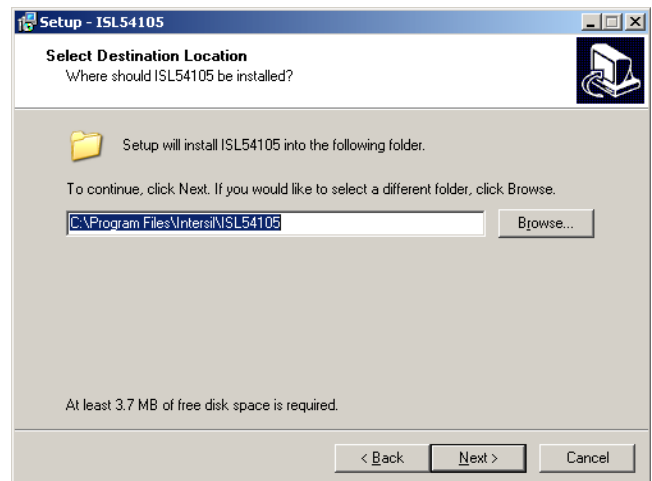 Setup - ISL54105
Select Destination Location
Where should ISL54105 be installed?
Setup will install ISL54105 into the following folder.
To continue, click Next. If you would like to select a different folder, click Browse.
C:\Program Files\Intersil\ISL54105
Browse...
At least 3.7 MB of free disk space is required.
< Back
Next >
Cancel